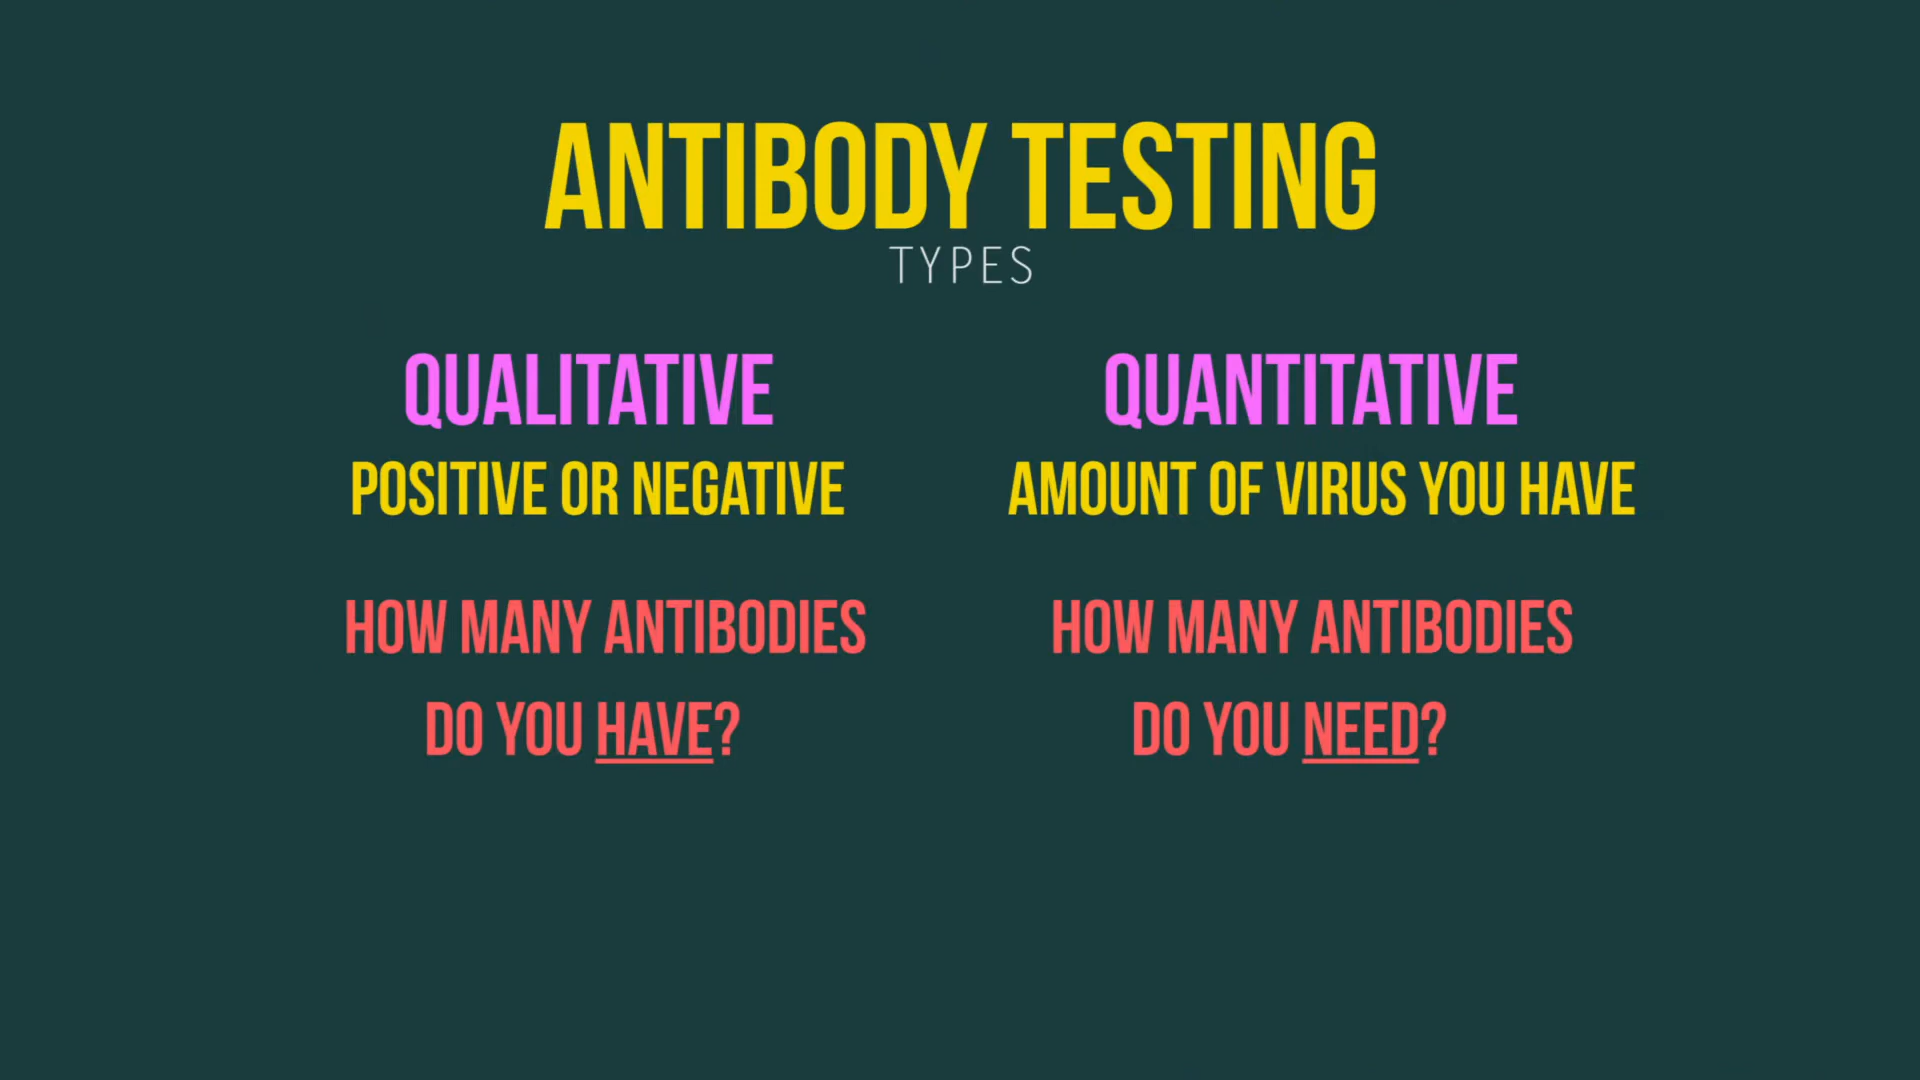 ANTIBODY TESTING
TYPES
QUALITATIVE
POSITIVE OR NEGATIVE
HOW MANY ANTIBODIES
DO YOU HAVE?
QUANTITATIVE
AMOUNT OF VIRUS YOU HAVE
HOW MANY ANTIBODIES
DO YOU NEED?